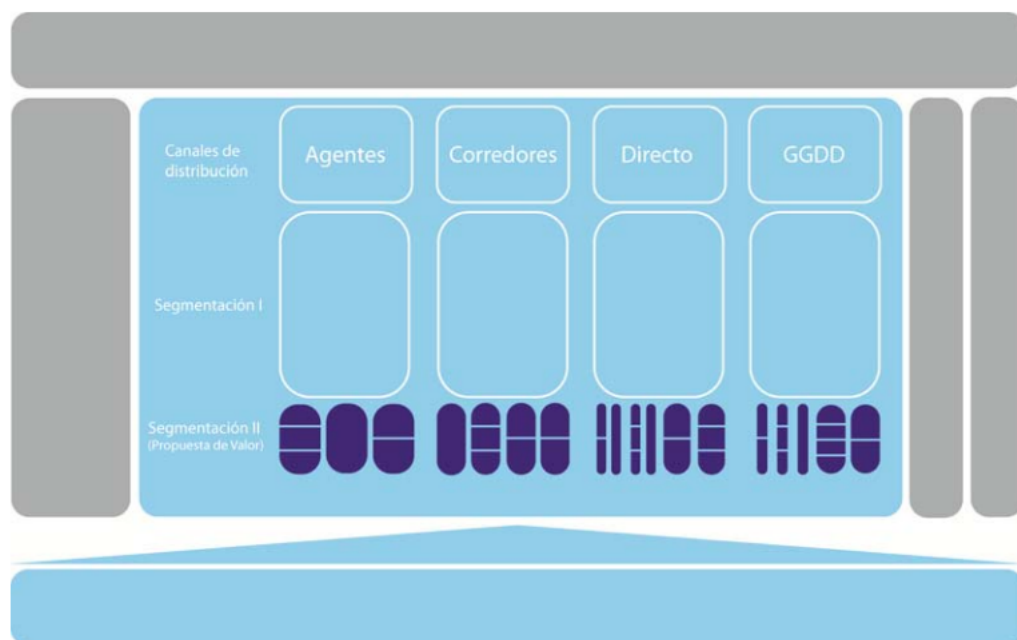 Canales de
distribución
Agentes
Corredores
Directo
GGDD
Segmentación I
Segmentación II
(Propuesta de Valor)